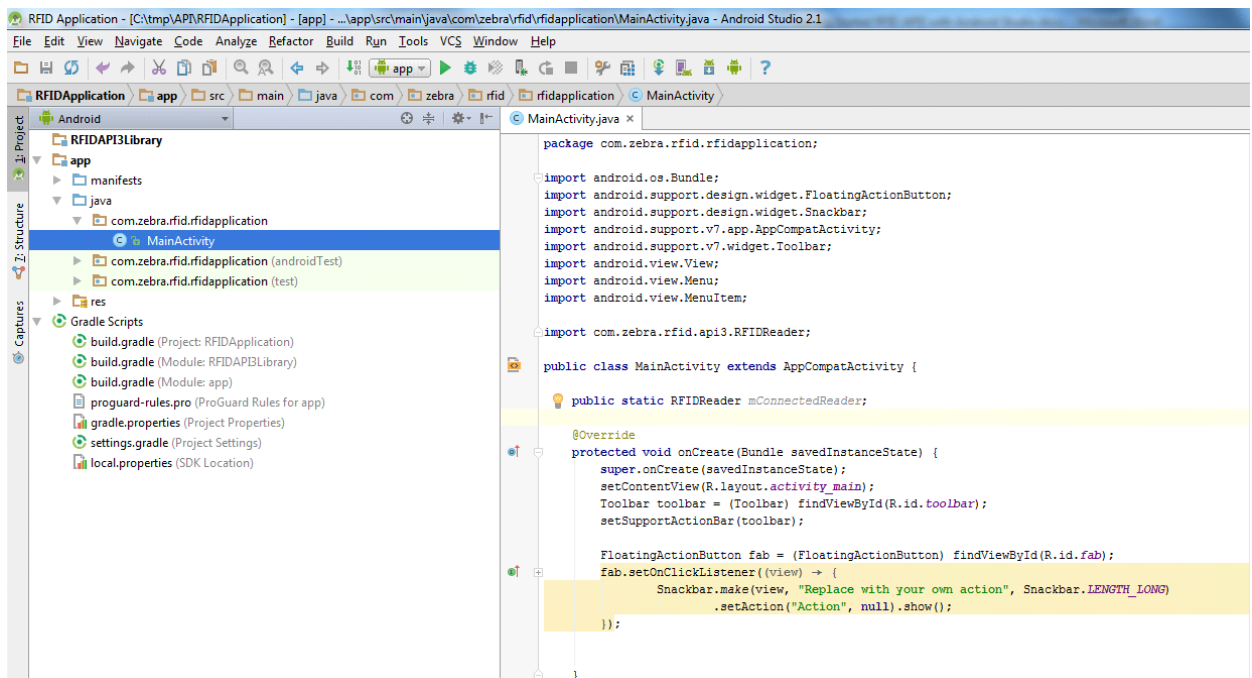 RFID Application - [C:\tmp\API\RFIDApplication] - [app] - ...\app\src\main\java\com\zebra\rfid\rfidapplication\MainActivity.java - Android Studio 2.1
File Edit View Navigate Code Analyze Refactor Build Run Tools VCS Window Help
app
RFIDApplication app src main java com zebra rfid rfidapplication MainActivity
1: Project
7: Structure
Captures
Android
RFIDAPI3Library
app
manifests
java
com.zebra.rfid.rfidapplication
MainActivity
com.zebra.rfid.rfidapplication (androidTest)
com.zebra.rfid.rfidapplication (test)
res
Gradle Scripts
build.gradle (Project: RFIDApplication)
build.gradle (Module: RFIDAPI3Library)
build.gradle (Module: app)
proguard-rules.pro (ProGuard Rules for app)
gradle.properties (Project Properties)
settings.gradle (Project Settings)
local.properties (SDK Location)
MainActivity.java
package com.zebra.rfid.rfidapplication;
import android.os.Bundle;
import android.support.design.widget.FloatingActionButton;
import android.support.design.widget.Snackbar;
import android.support.v7.app.AppCompatActivity;
import android.support.v7.widget.Toolbar;
import android.view.View;
import android.view.Menu;
import android.view.MenuItem;
import com.zebra.rfid.api3.RFIDReader;
public class MainActivity extends AppCompatActivity {
public static RFIDReader mConnectedReader;
@Override
protected void onCreate(Bundle savedInstanceState) {
super.onCreate(savedInstanceState);
setContentView(R.layout.activity_main);
Toolbar toolbar = (Toolbar) findViewById(R.id.toolbar);
setSupportActionBar(toolbar);
FloatingActionButton fab = (FloatingActionButton) findViewById(R.id.fab);
fab.setOnClickListener((view) → {
Snackbar.make(view, "Replace with your own action", Snackbar.LENGTH_LONG)
.setAction("Action", null).show();
});
}